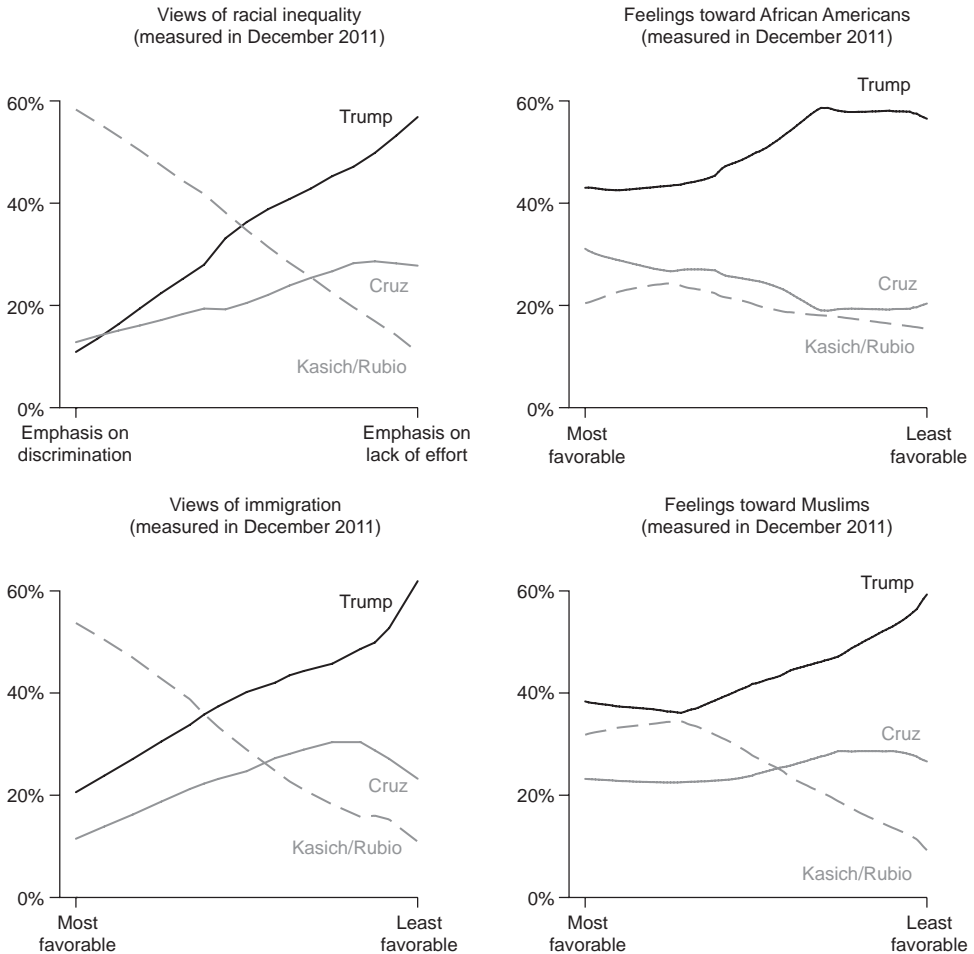 Views of racial inequality
(measured in December 2011)
60%
40%
20%
0%
Trump
Cruz
Kasich/Rubio
Emphasis on
discrimination
Emphasis on
lack of effort
Feelings toward African Americans
(measured in December 2011)
60%
40%
20%
0%
Trump
Cruz
Kasich/Rubio
Most
favorable
Least
favorable
Views of immigration
(measured in December 2011)
60%
40%
20%
0%
Trump
Cruz
Kasich/Rubio
Most
favorable
Least
favorable
Feelings toward Muslims
(measured in December 2011)
60%
40%
20%
0%
Trump
Cruz
Kasich/Rubio
Most
favorable
Least
favorable